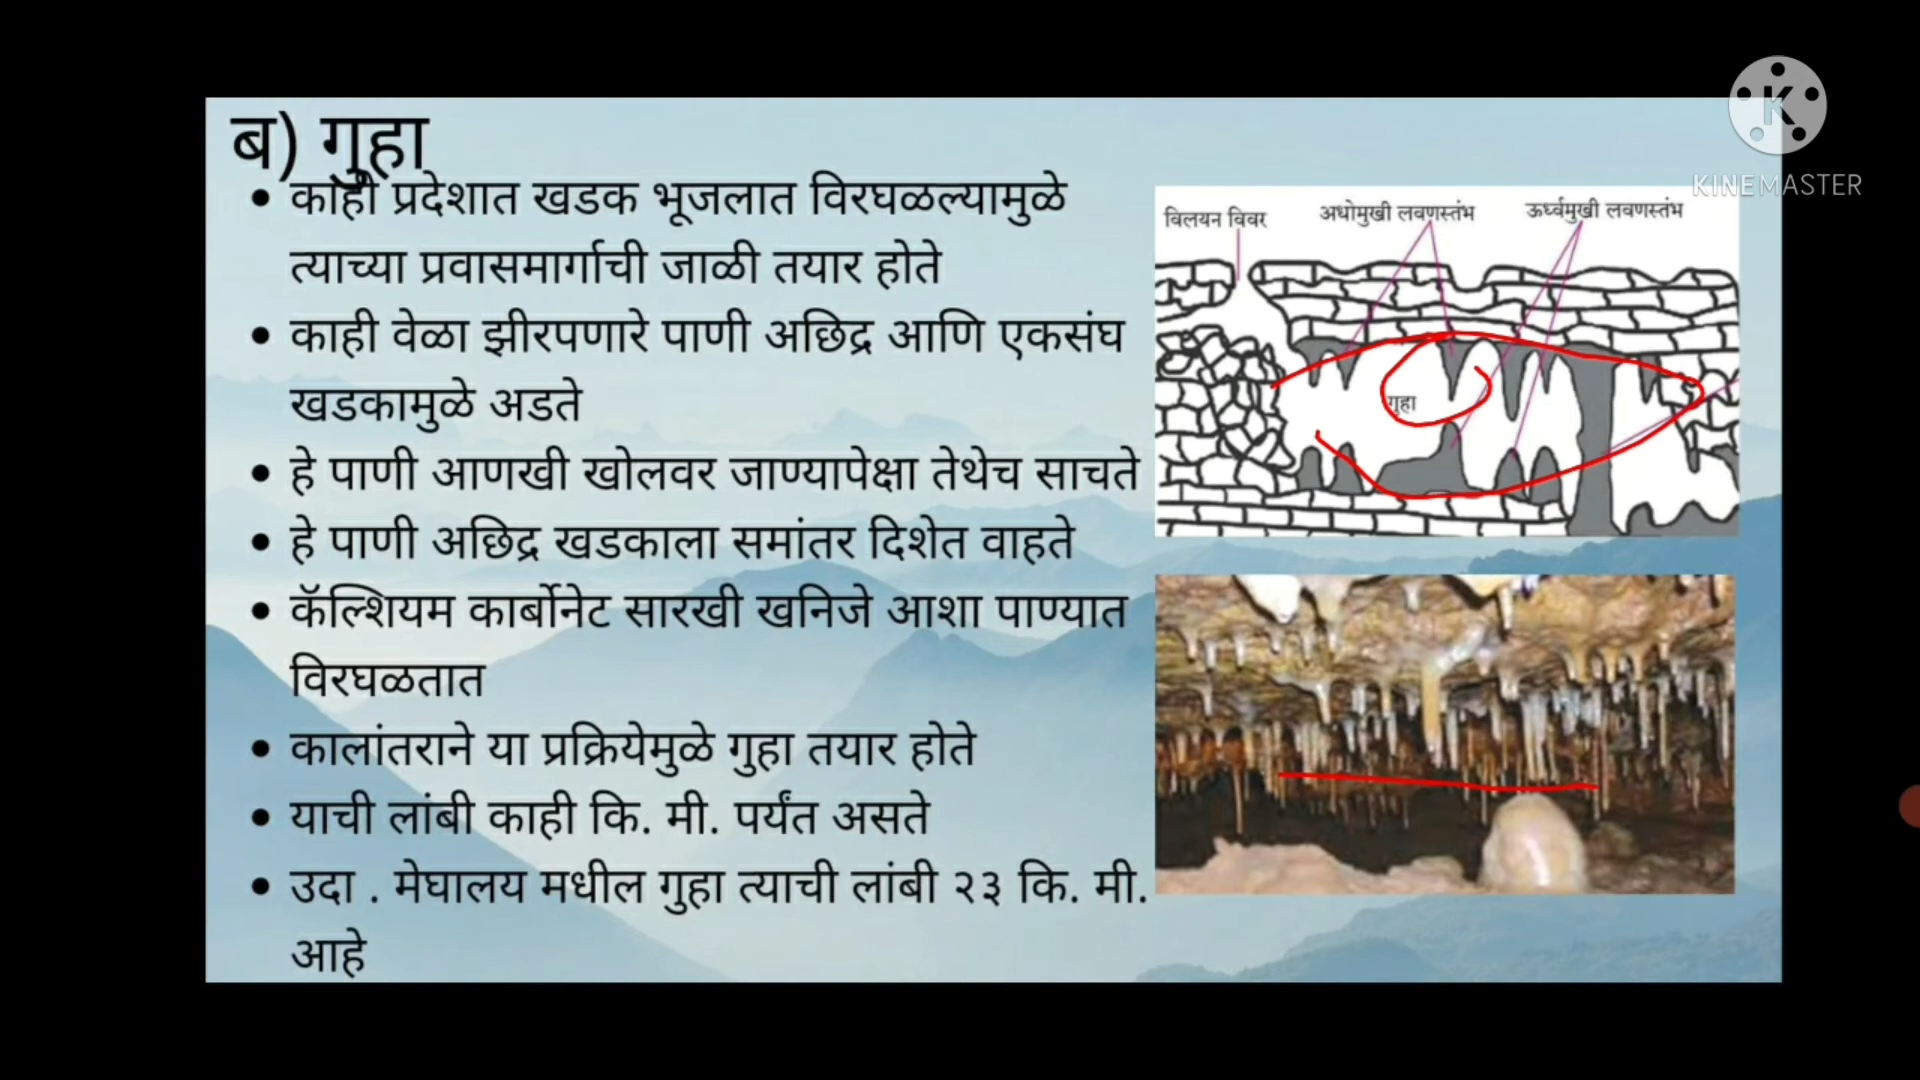 ब) गुहा
काही प्रदेशात खडक भूजलात विरघळल्यामुळे
त्याच्या प्रवासमार्गाची जाळी तयार होते
काही वेळा झीरपणारे पाणी अछिद्र आणि एकसंघ
खडकामुळे अडते
हे पाणी आणखी खोलवर जाण्यापेक्षा तेथेच साचते
हे पाणी अछिद्र खडकाला समांतर दिशेत वाहते
कॅल्शियम कार्बोनेट सारखी खनिजे आशा पाण्यात
विरघळतात
कालांतराने या प्रक्रियेमुळे गुहा तयार होते
याची लांबी काही कि. मी. पर्यंत असते
उदा . मेघालय मधील गुहा त्याची लांबी २३ कि. मी.
आहे
विलयन विवर
अधोमुखी लवणस्तंभ
ऊर्ध्वमुखी लवणस्तंभ
गुहा
K
KINEMASTER